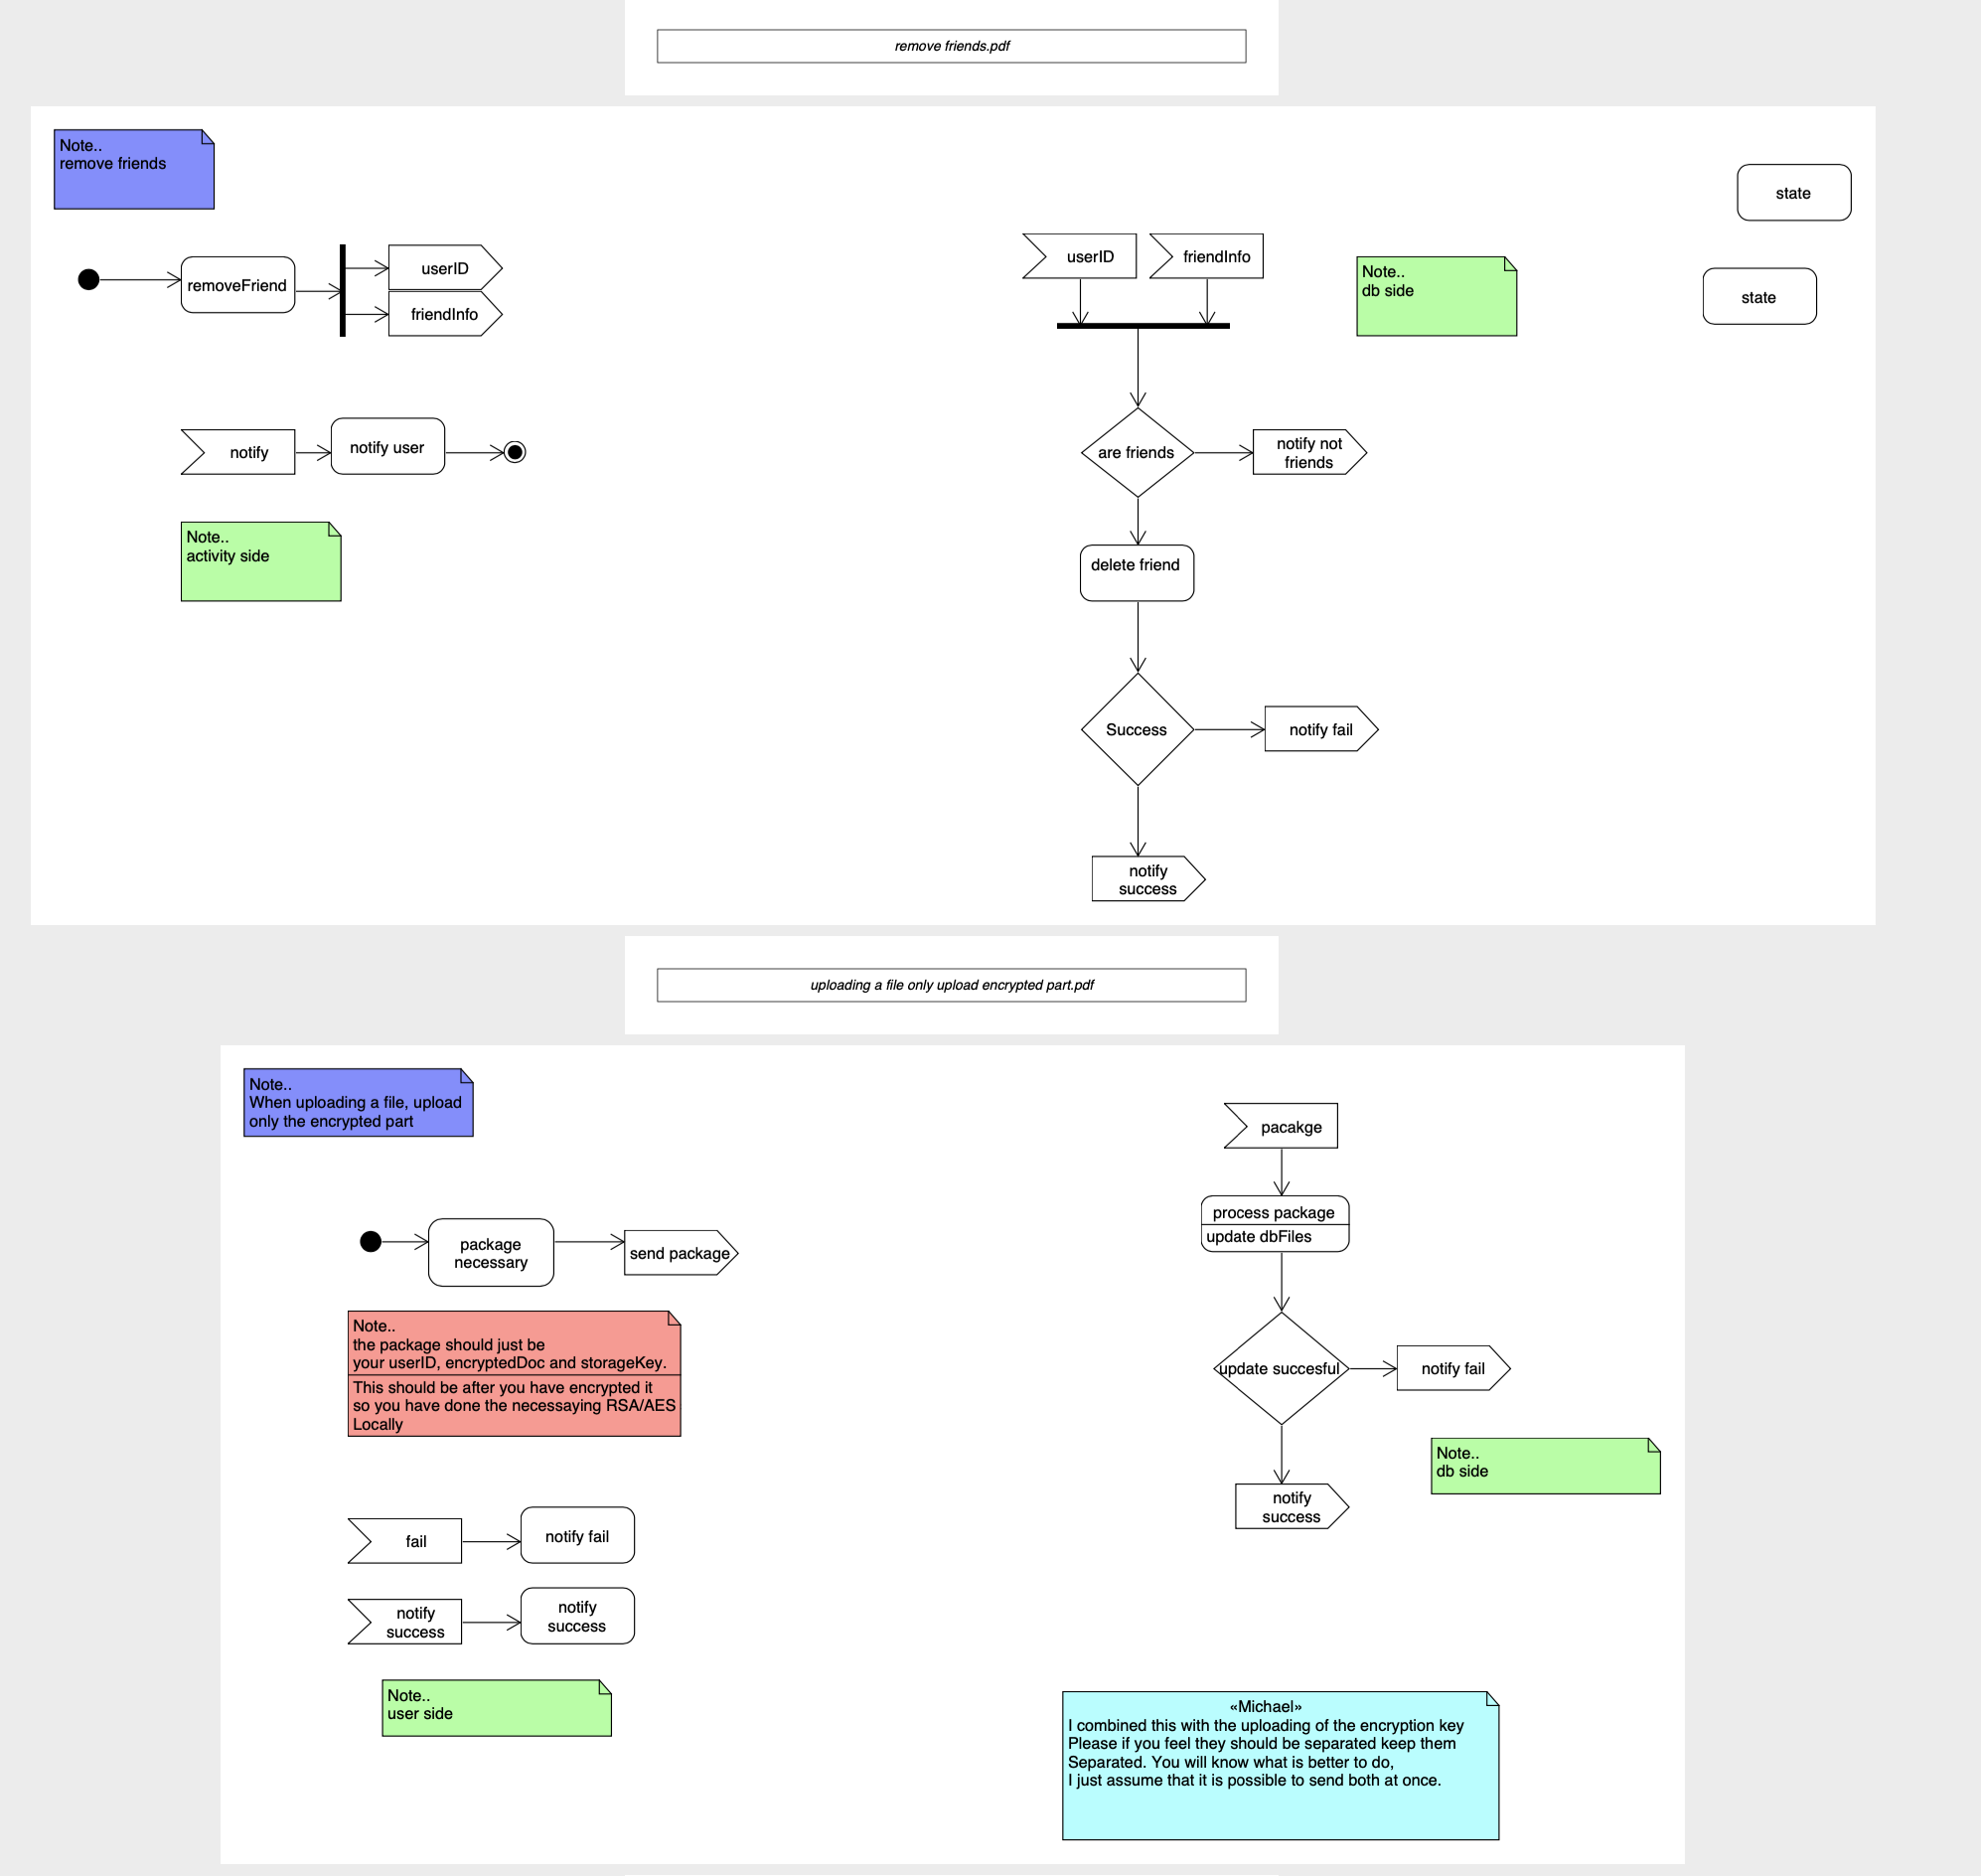 remove friends.pdf
Note..
remove friends
state
removeFriend
userID
friendInfo
userID
friendInfo
Note..
db side
state
notify
notify user
are friends
notify not
friends
Note..
activity side
delete friend
Success
notify fail
notify
success
uploading a file only upload encrypted part.pdf
Note..
When uploading a file, upload
only the encrypted part
pacakge
package
necessary
send package
process package
update dbFiles
Note..
the package should just be
your userID, encryptedDoc and storageKey.
This should be after you have encrypted it
so you have done the necessaying RSA/AES
Locally
update succesful
notify fail
Note..
db side
notify
success
fail
notify fail
notify
success
notify
success
Note..
user side
«Michael»
I combined this with the uploading of the encryption key
Please if you feel they should be separated keep them
Separated. You will know what is better to do,
I just assume that it is possible to send both at once.